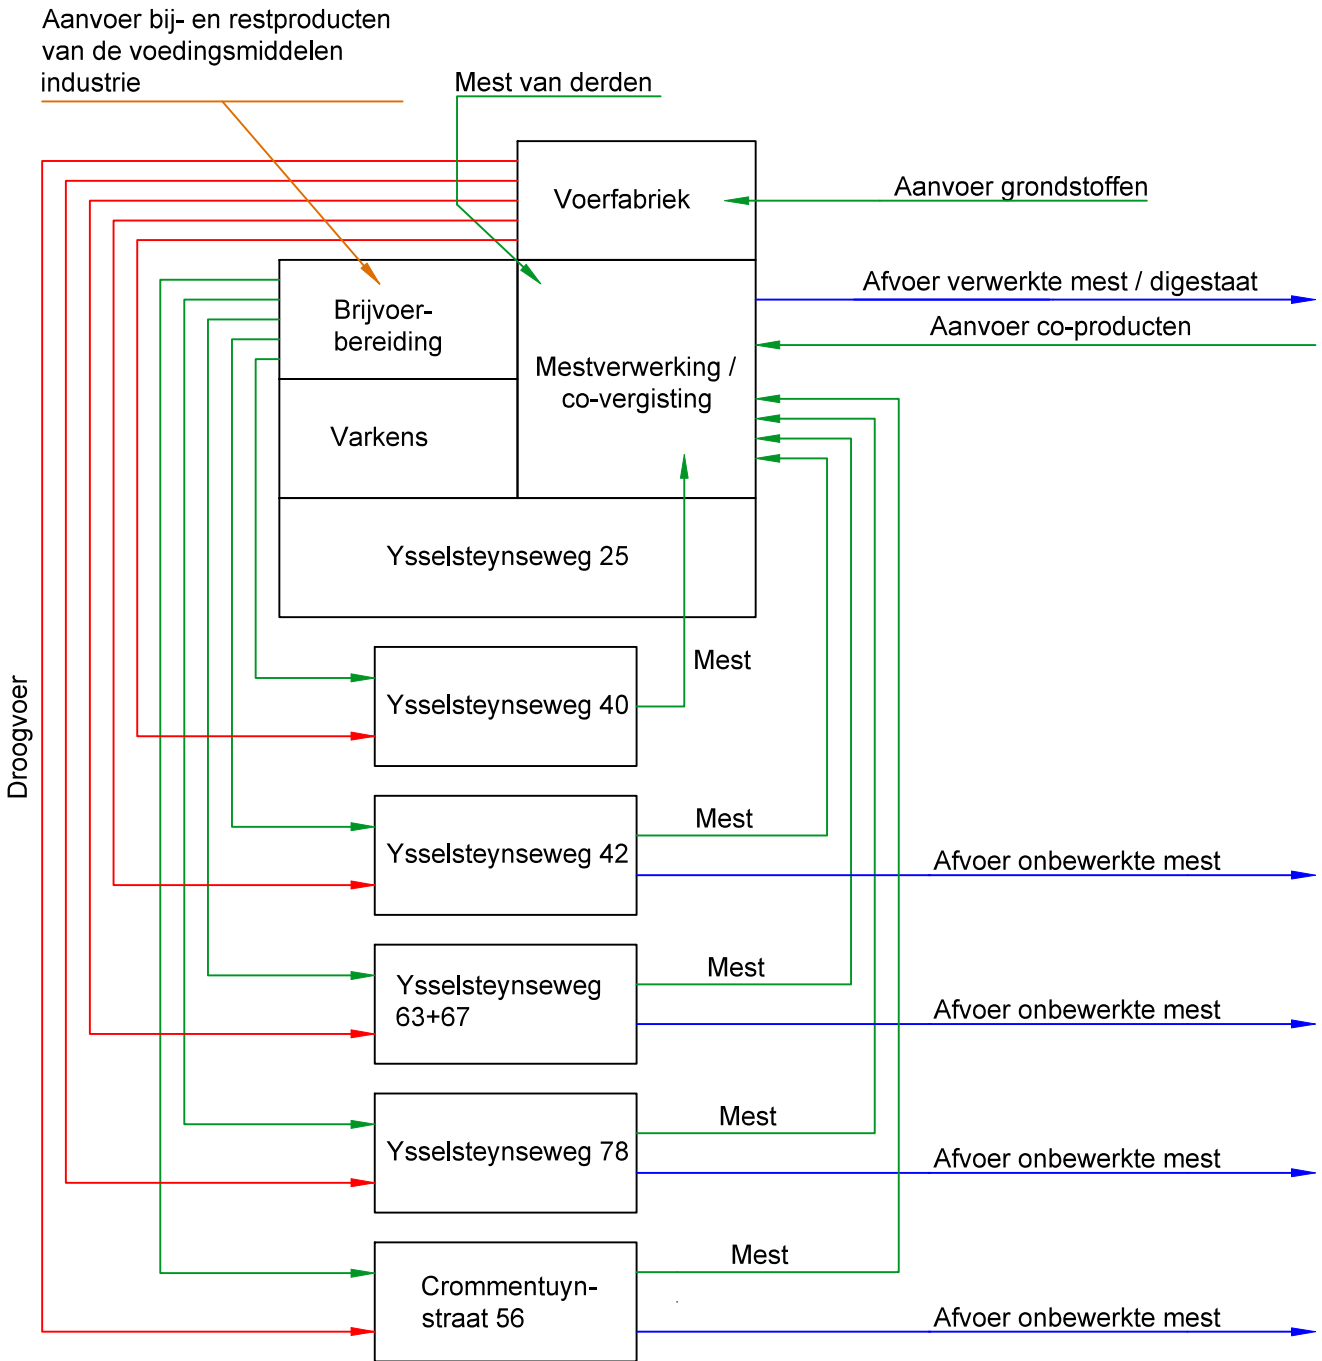 Aanvoer bij- en restproducten
van de voedingsmiddelen
industrie
Mest van derden
Voerfabriek
Aanvoer grondstoffen
Afvoer verwerkte mest / digestaat
Aanvoer co-producten
Brijvoer-
bereiding
Mestverwerking /
co-vergisting
Varkens
Ysselsteynseweg 25
Mest
Ysselsteynseweg 40
Droogvoer
Mest
Ysselsteynseweg 42
Afvoer onbewerkte mest
Mest
Ysselsteynseweg
63+67
Afvoer onbewerkte mest
Mest
Ysselsteynseweg 78
Afvoer onbewerkte mest
Mest
Crommentuyn-
straat 56
Afvoer onbewerkte mest